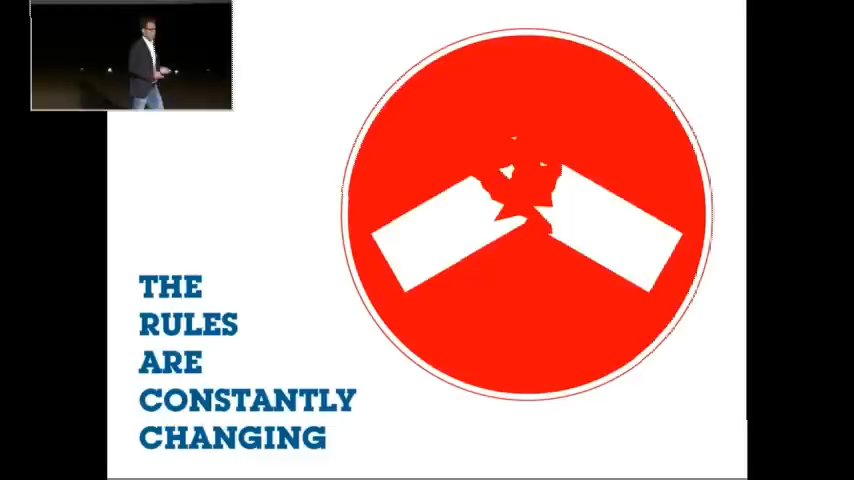 THE
RULES
ARE
CONSTANTLY
CHANGING